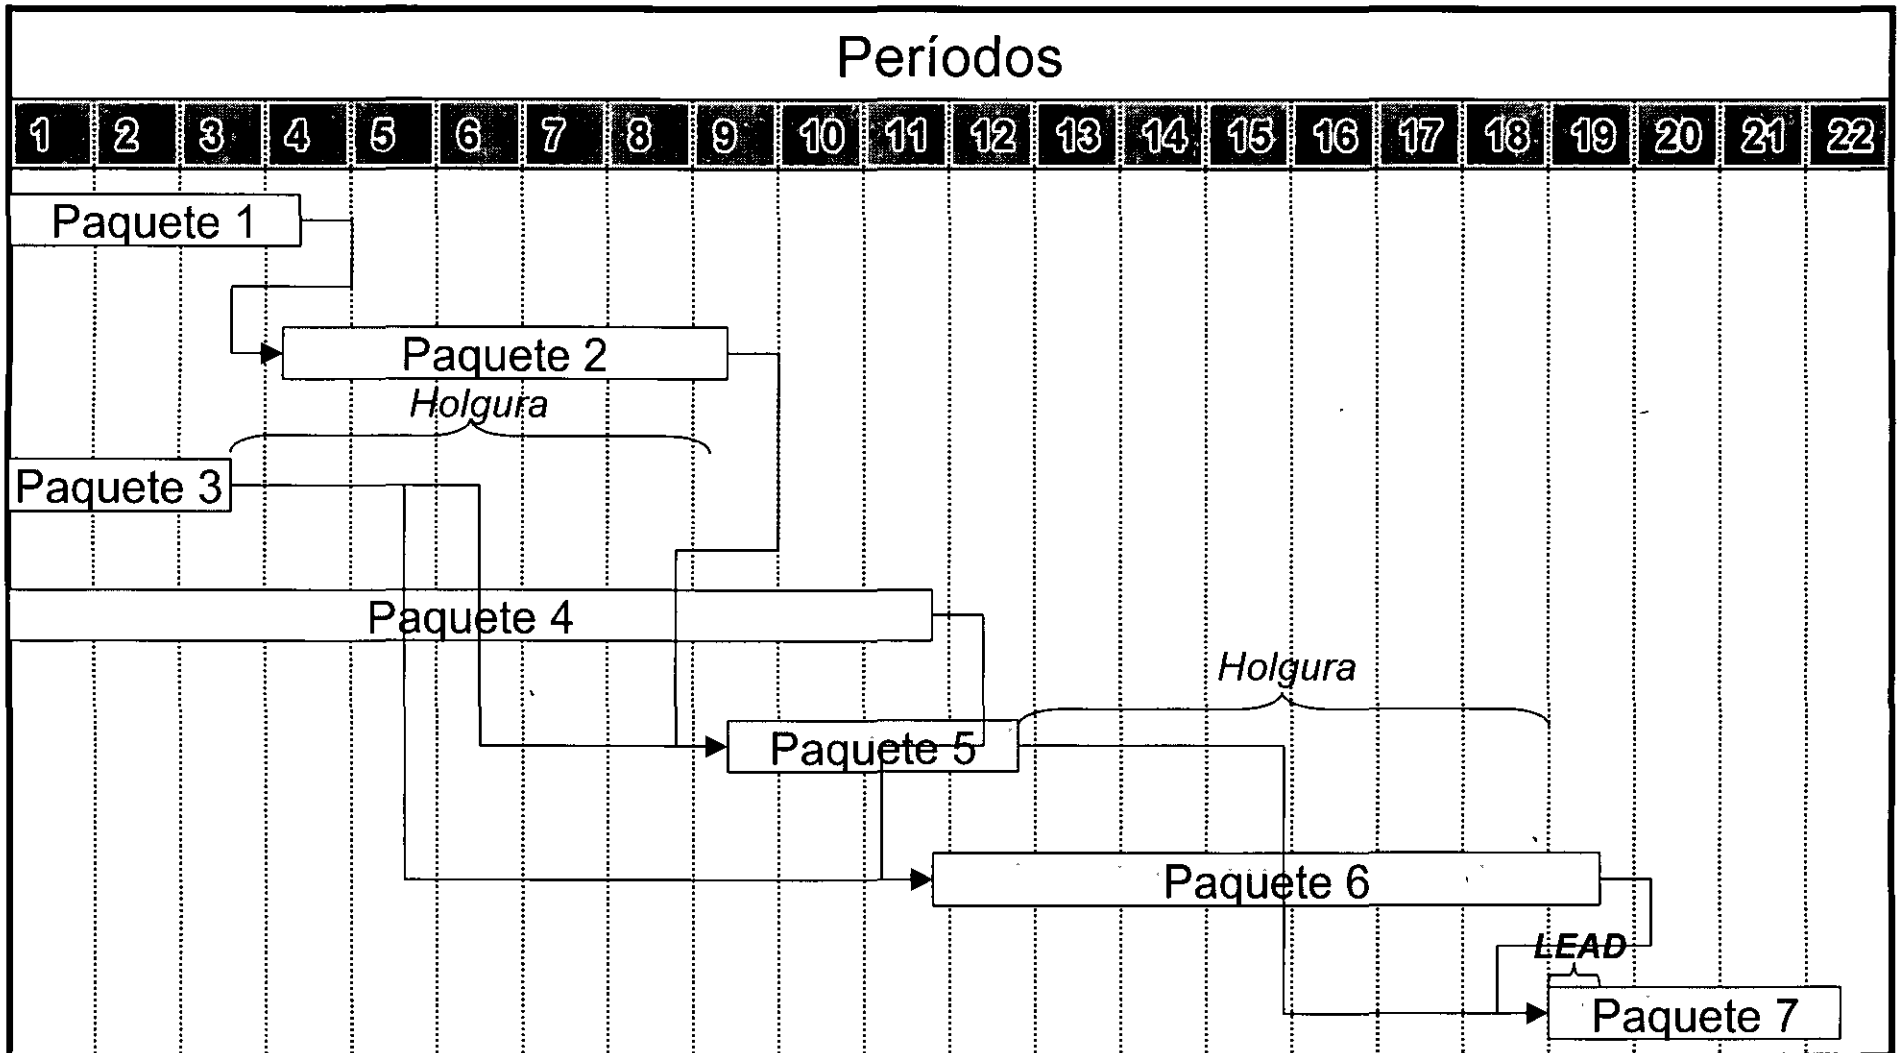 Períodos
1 2 3 4 5 6 7 8 9 10 11 12 13 14 15 16 17 18 19 20 21 22
Paquete 1
Paquete 2
Holgura
Paquete 3
Paquete 4
Holgura
Paquete 5
Paquete 6
LEAD
Paquete 7